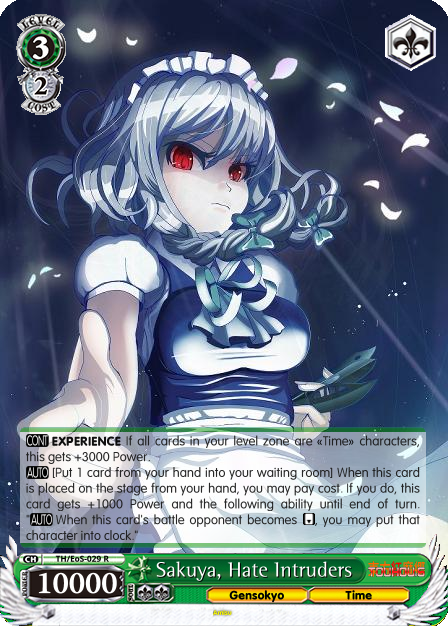 LEVEL
3
2
COST
CONT EXPERIENCE If all cards in your level zone are «Time» characters,
this gets +3000 Power.
AUTO [Put 1 card from your hand into your waiting room] When this card
is placed on the stage from your hand, you may pay cost. If you do, this
card gets +1000 Power and the following ability until end of turn.
"AUTO When this card's battle opponent becomes , you may put that
character into clock."
CH TH/EoS-029 R
POWER 10000 SOUL Sakuya, Hate Intruders
Gensokyo Time